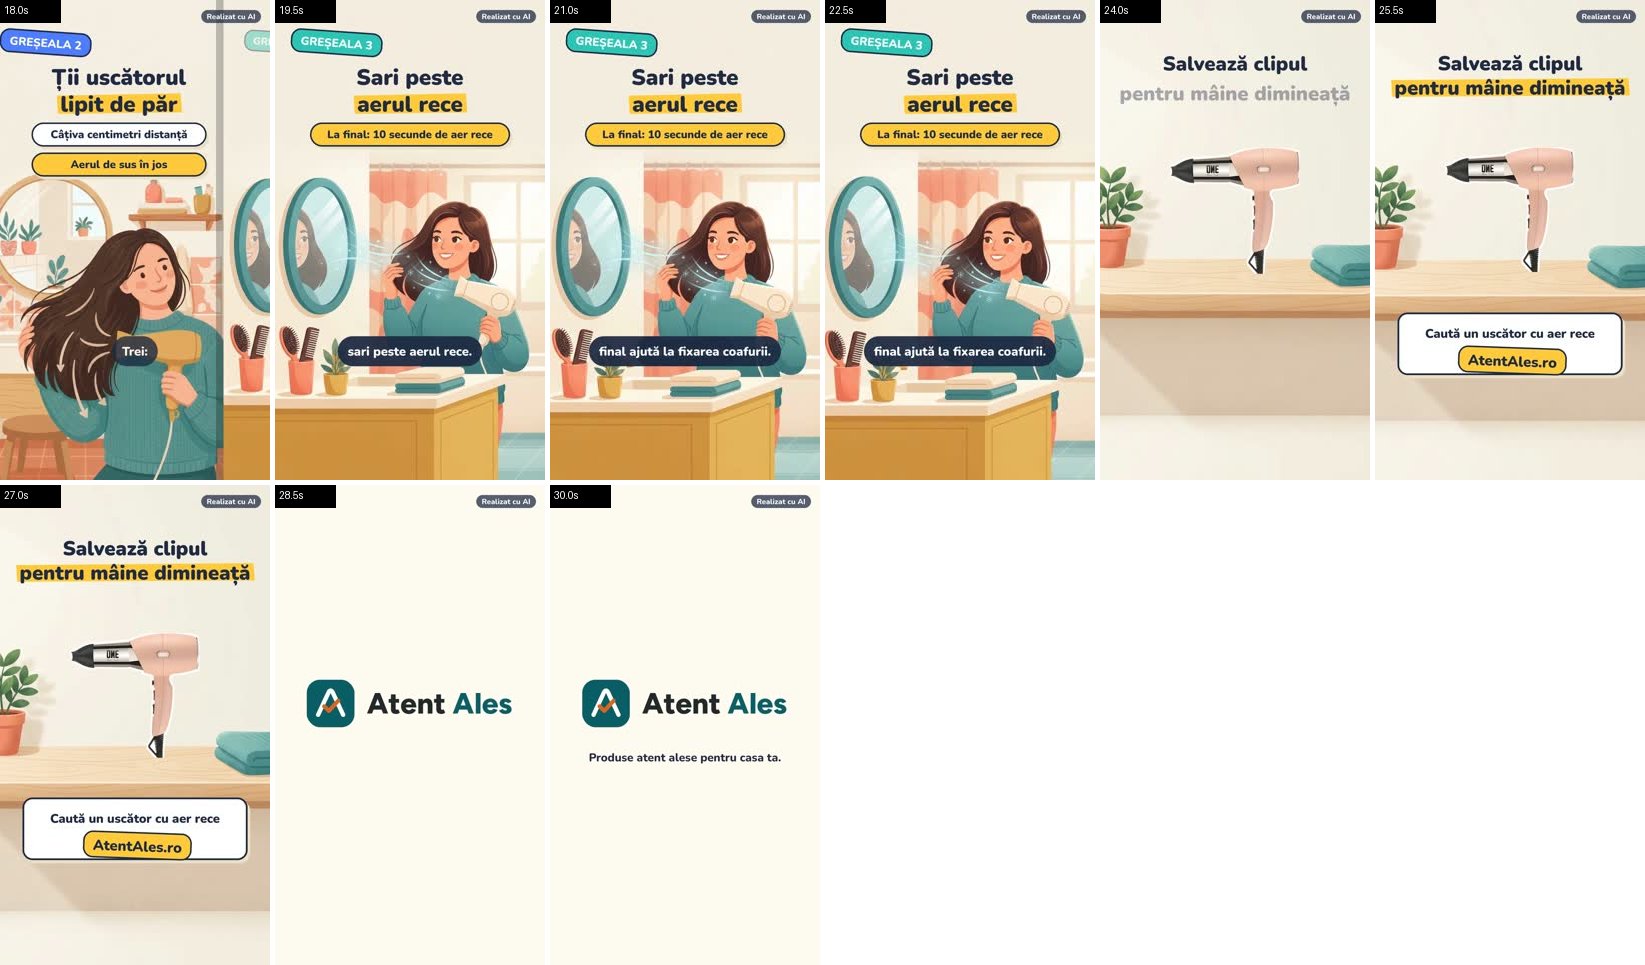 18.0s
Realizat cu AI
GREȘEALA 2
GRE
Ții uscătorul
lipit de păr
Câțiva centimetri distanță
Aerul de sus în jos
Trei:
19.5s
Realizat cu AI
GREȘEALA 3
Sari peste
aerul rece
La final: 10 secunde de aer rece
sari peste aerul rece.
21.0s
Realizat cu AI
GREȘEALA 3
Sari peste
aerul rece
La final: 10 secunde de aer rece
final ajută la fixarea coafurii.
22.5s
Realizat cu AI
GREȘEALA 3
Sari peste
aerul rece
La final: 10 secunde de aer rece
final ajută la fixarea coafurii.
24.0s
Realizat cu AI
Salvează clipul
pentru mâine dimineață
ONE
25.5s
Realizat cu AI
Salvează clipul
pentru mâine dimineață
ONE
Caută un uscător cu aer rece
AtentAles.ro
27.0s
Realizat cu AI
Salvează clipul
pentru mâine dimineață
ONE
Caută un uscător cu aer rece
AtentAles.ro
28.5s
Realizat cu AI
Atent Ales
30.0s
Realizat cu AI
Atent Ales
Produse atent alese pentru casa ta.